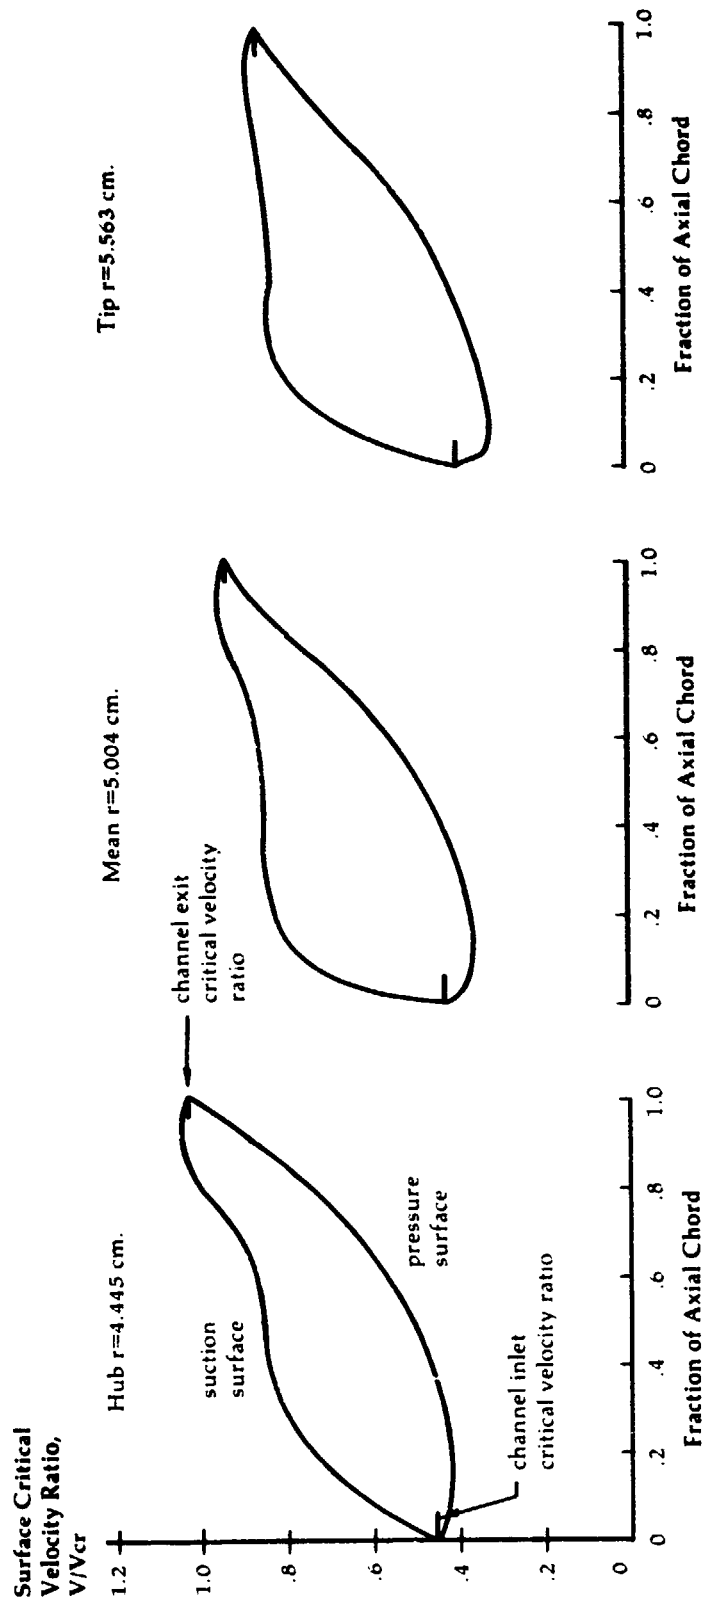 Surface Critical
Velocity Ratio,
V/Vcr
1.2
1.0
.8
.6
.4
.2
0
Hub r=4.445 cm.
suction
surface
pressure
surface
channel inlet
critical velocity ratio
channel exit
critical velocity
ratio
0
.2
.4
.6
.8
1.0
Fraction of Axial Chord
Mean r=5.004 cm.
0
.2
.4
.6
.8
1.0
Fraction of Axial Chord
Tip r=5.563 cm.
0
.2
.4
.6
.8
1.0
Fraction of Axial Chord